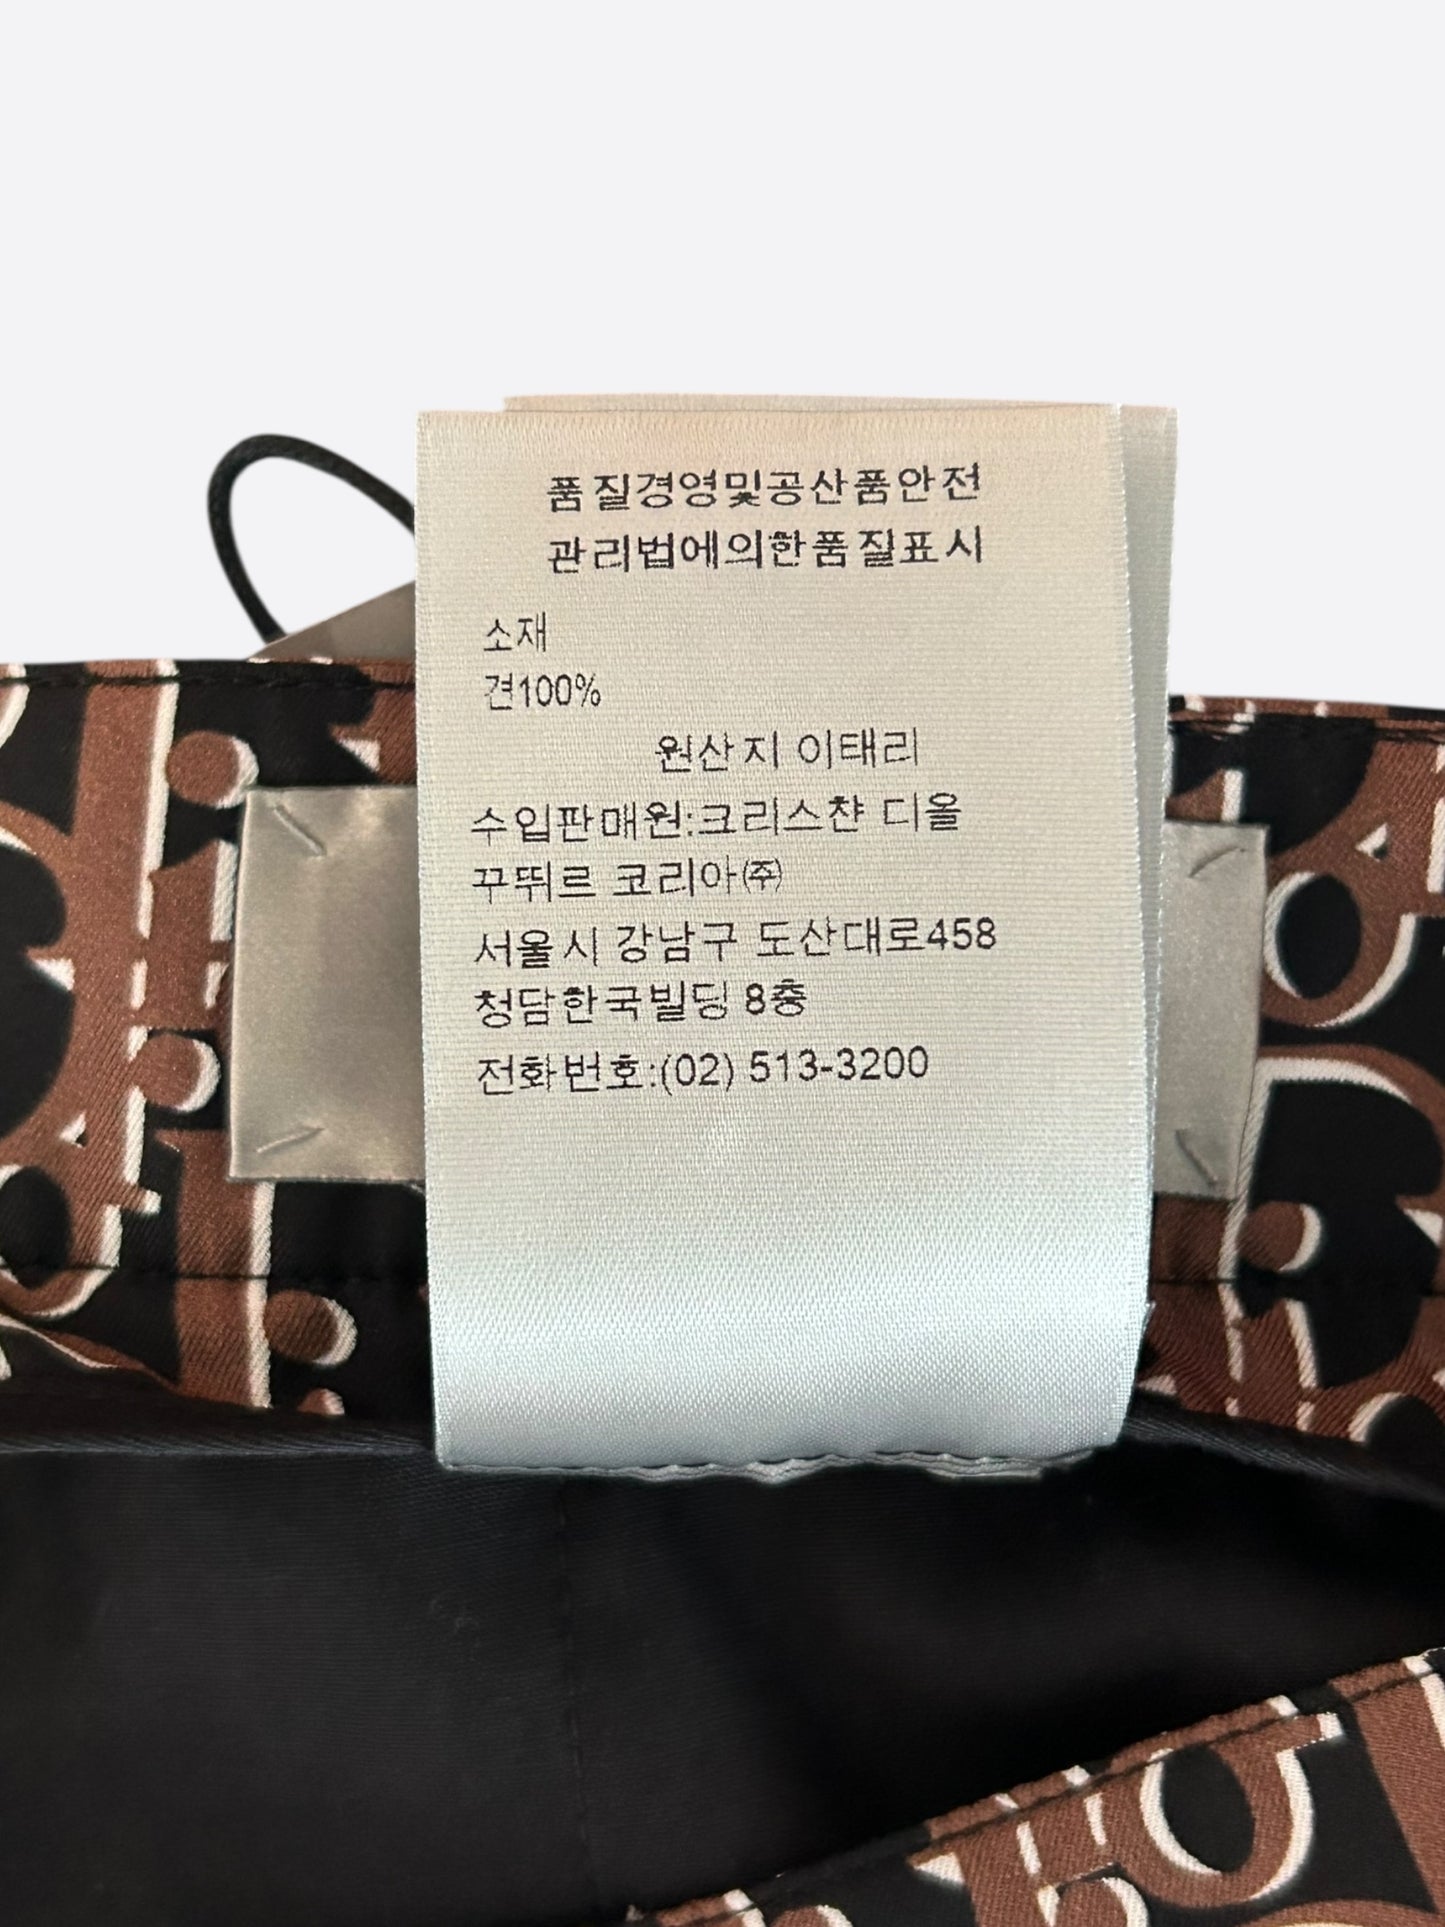 품질경영및공산품안전
관리법에의한품질표시
소재
견100%
원산지 이태리
수입판매원:크리스챤 디올
꾸뛰르 코리아㈜
서울시 강남구 도산대로458
청담한국빌딩 8층
전화번호:(02) 513-3200